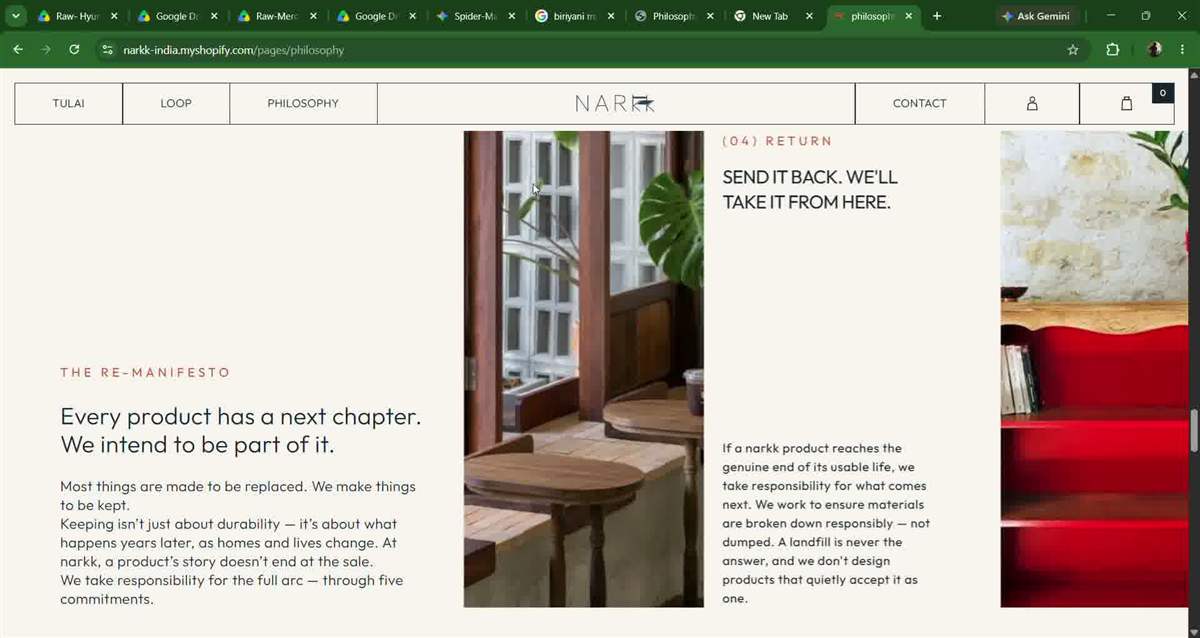 Raw- Hyu
Google Dr
Raw-Merc
Google Dr
Spider-Ma
biriyani m
Philosoph
New Tab
philosoph
Ask Gemini
narkk-india.myshopify.com/pages/philosophy
TULAI
LOOP
PHILOSOPHY
NARKK
CONTACT
0
(04) RETURN
SEND IT BACK. WE'LL
TAKE IT FROM HERE.
THE RE-MANIFESTO
Every product has a next chapter.
We intend to be part of it.
Most things are made to be replaced. We make things
to be kept.
Keeping isn't just about durability — it's about what
happens years later, as homes and lives change. At
narkk, a product's story doesn't end at the sale.
We take responsibility for the full arc — through five
commitments.
If a narkk product reaches the
genuine end of its usable life, we
take responsibility for what comes
next. We work to ensure materials
are broken down responsibly — not
dumped. A landfill is never the
answer, and we don't design
products that quietly accept it as
one.